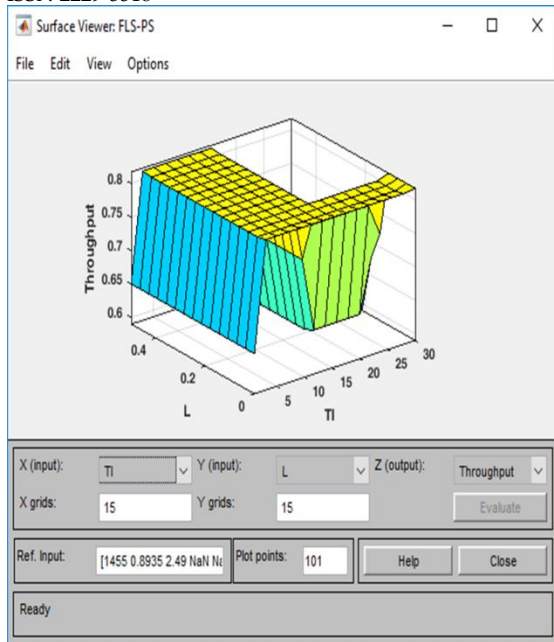 Surface Viewer: FLS-PS
File Edit View Options
0.8
0.75
0.7
0.65
0.6
Throughput
0.4
0.2
0
L
5
10
15
20
25
30
TI
X (input): TI Y (input): L Z (output): Throughput
X grids: 15 Y grids: 15 Evaluate
Ref. Input: [1455 0.8935 2.49 NaN Na Plot points: 101 Help Close
Ready